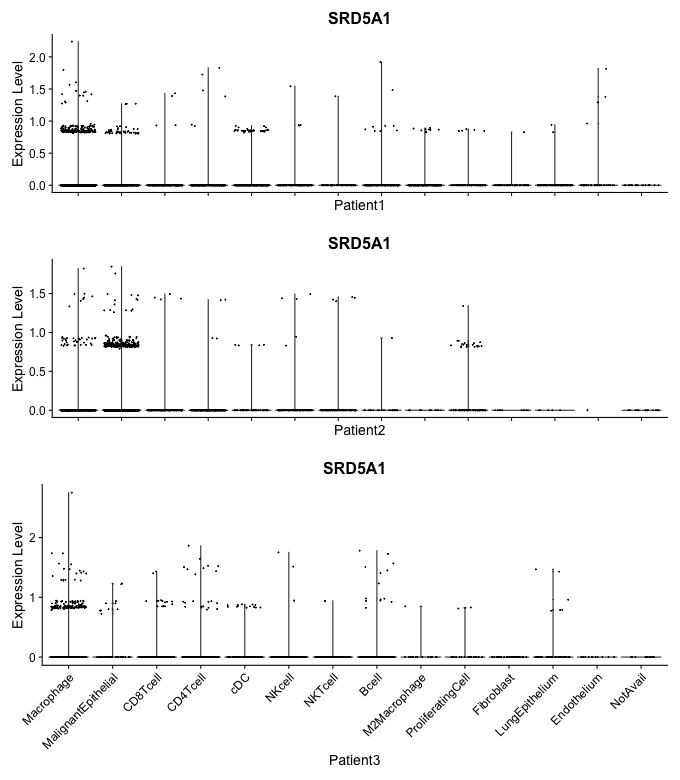 SRD5A1
Expression Level
2.0
1.5
1.0
0.5
0.0
Patient1
SRD5A1
Expression Level
1.5
1.0
0.5
0.0
Patient2
SRD5A1
Expression Level
2
1
0
Macrophage
MalignantEpithelial
CD8Tcell
CD4Tcell
cDC
NKcell
NKTcell
Bcell
M2Macrophage
ProliferatingCell
Fibroblast
LungEpithelium
Endothelium
NotAvail
Patient3